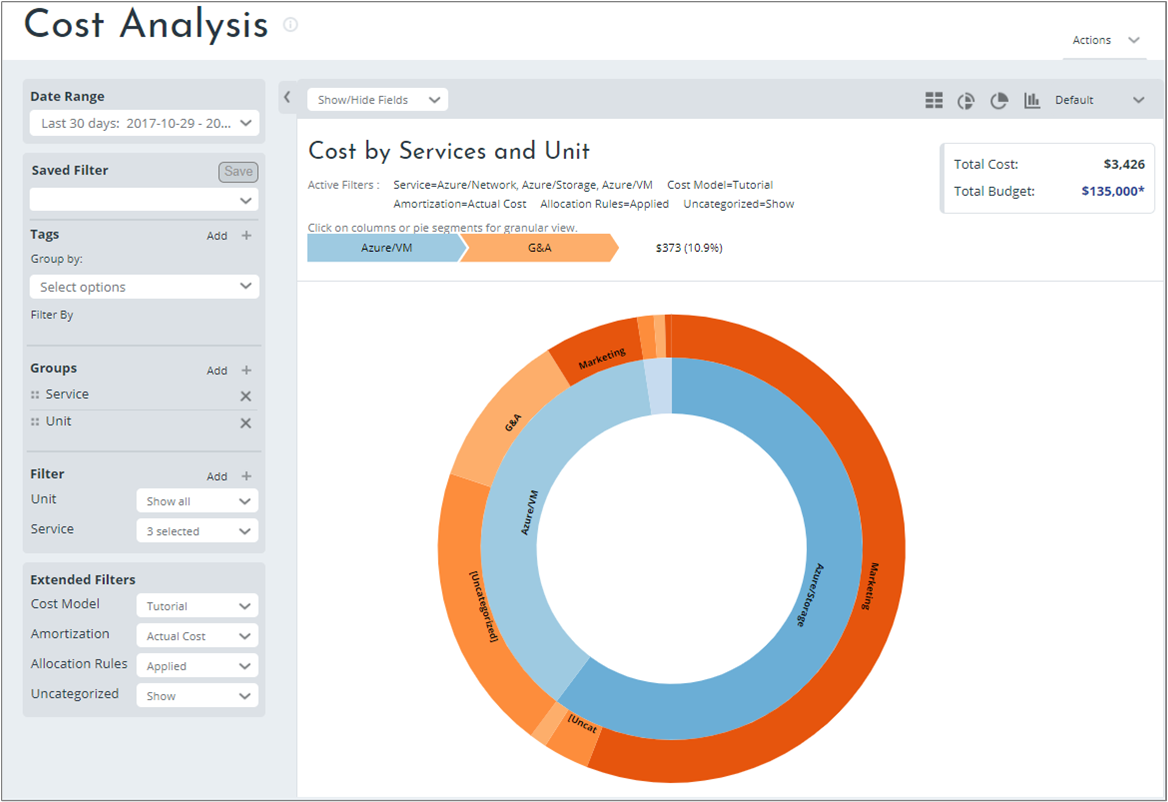 Cost Analysis
Actions
Date Range
Last 30 days: 2017-10-29 - 20...
Saved Filter
Save
Tags
Add +
Group by:
Select options
Filter By
Groups
Add +
Service
Unit
Filter
Add +
Unit
Show all
Service
3 selected
Extended Filters
Cost Model
Tutorial
Amortization
Actual Cost
Allocation Rules
Applied
Uncategorized
Show
Show/Hide Fields
Default
Cost by Services and Unit
Active Filters : Service=Azure/Network, Azure/Storage, Azure/VM Cost Model=Tutorial
Amortization=Actual Cost Allocation Rules=Applied Uncategorized=Show
Click on columns or pie segments for granular view.
Azure/VM
G&A
$373 (10.9%)
Total Cost: $3,426
Total Budget: $135,000*
Marketing
G&A
Azure/VM
[Uncategorized]
[Uncat
Azure/Storage
Marketing